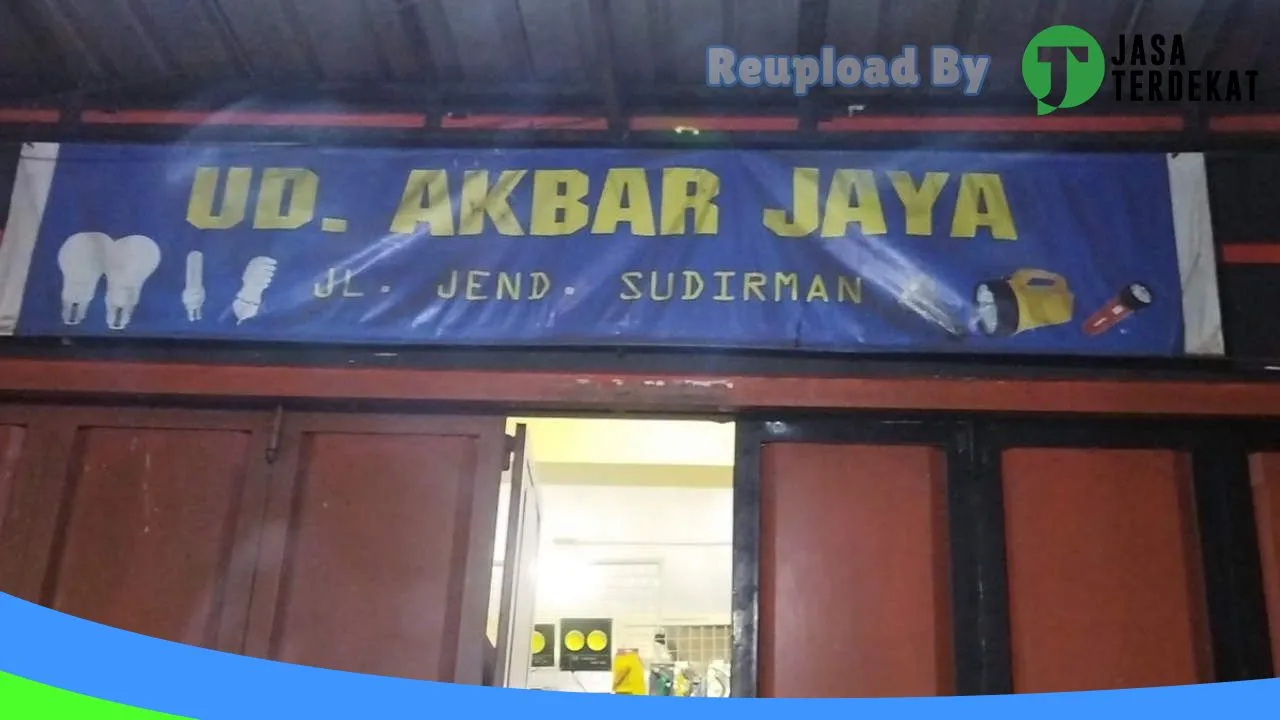 Reupload By
JASA
TERDEKAT
UD. AKBAR JAYA
JL. JEND. SUDIRMAN